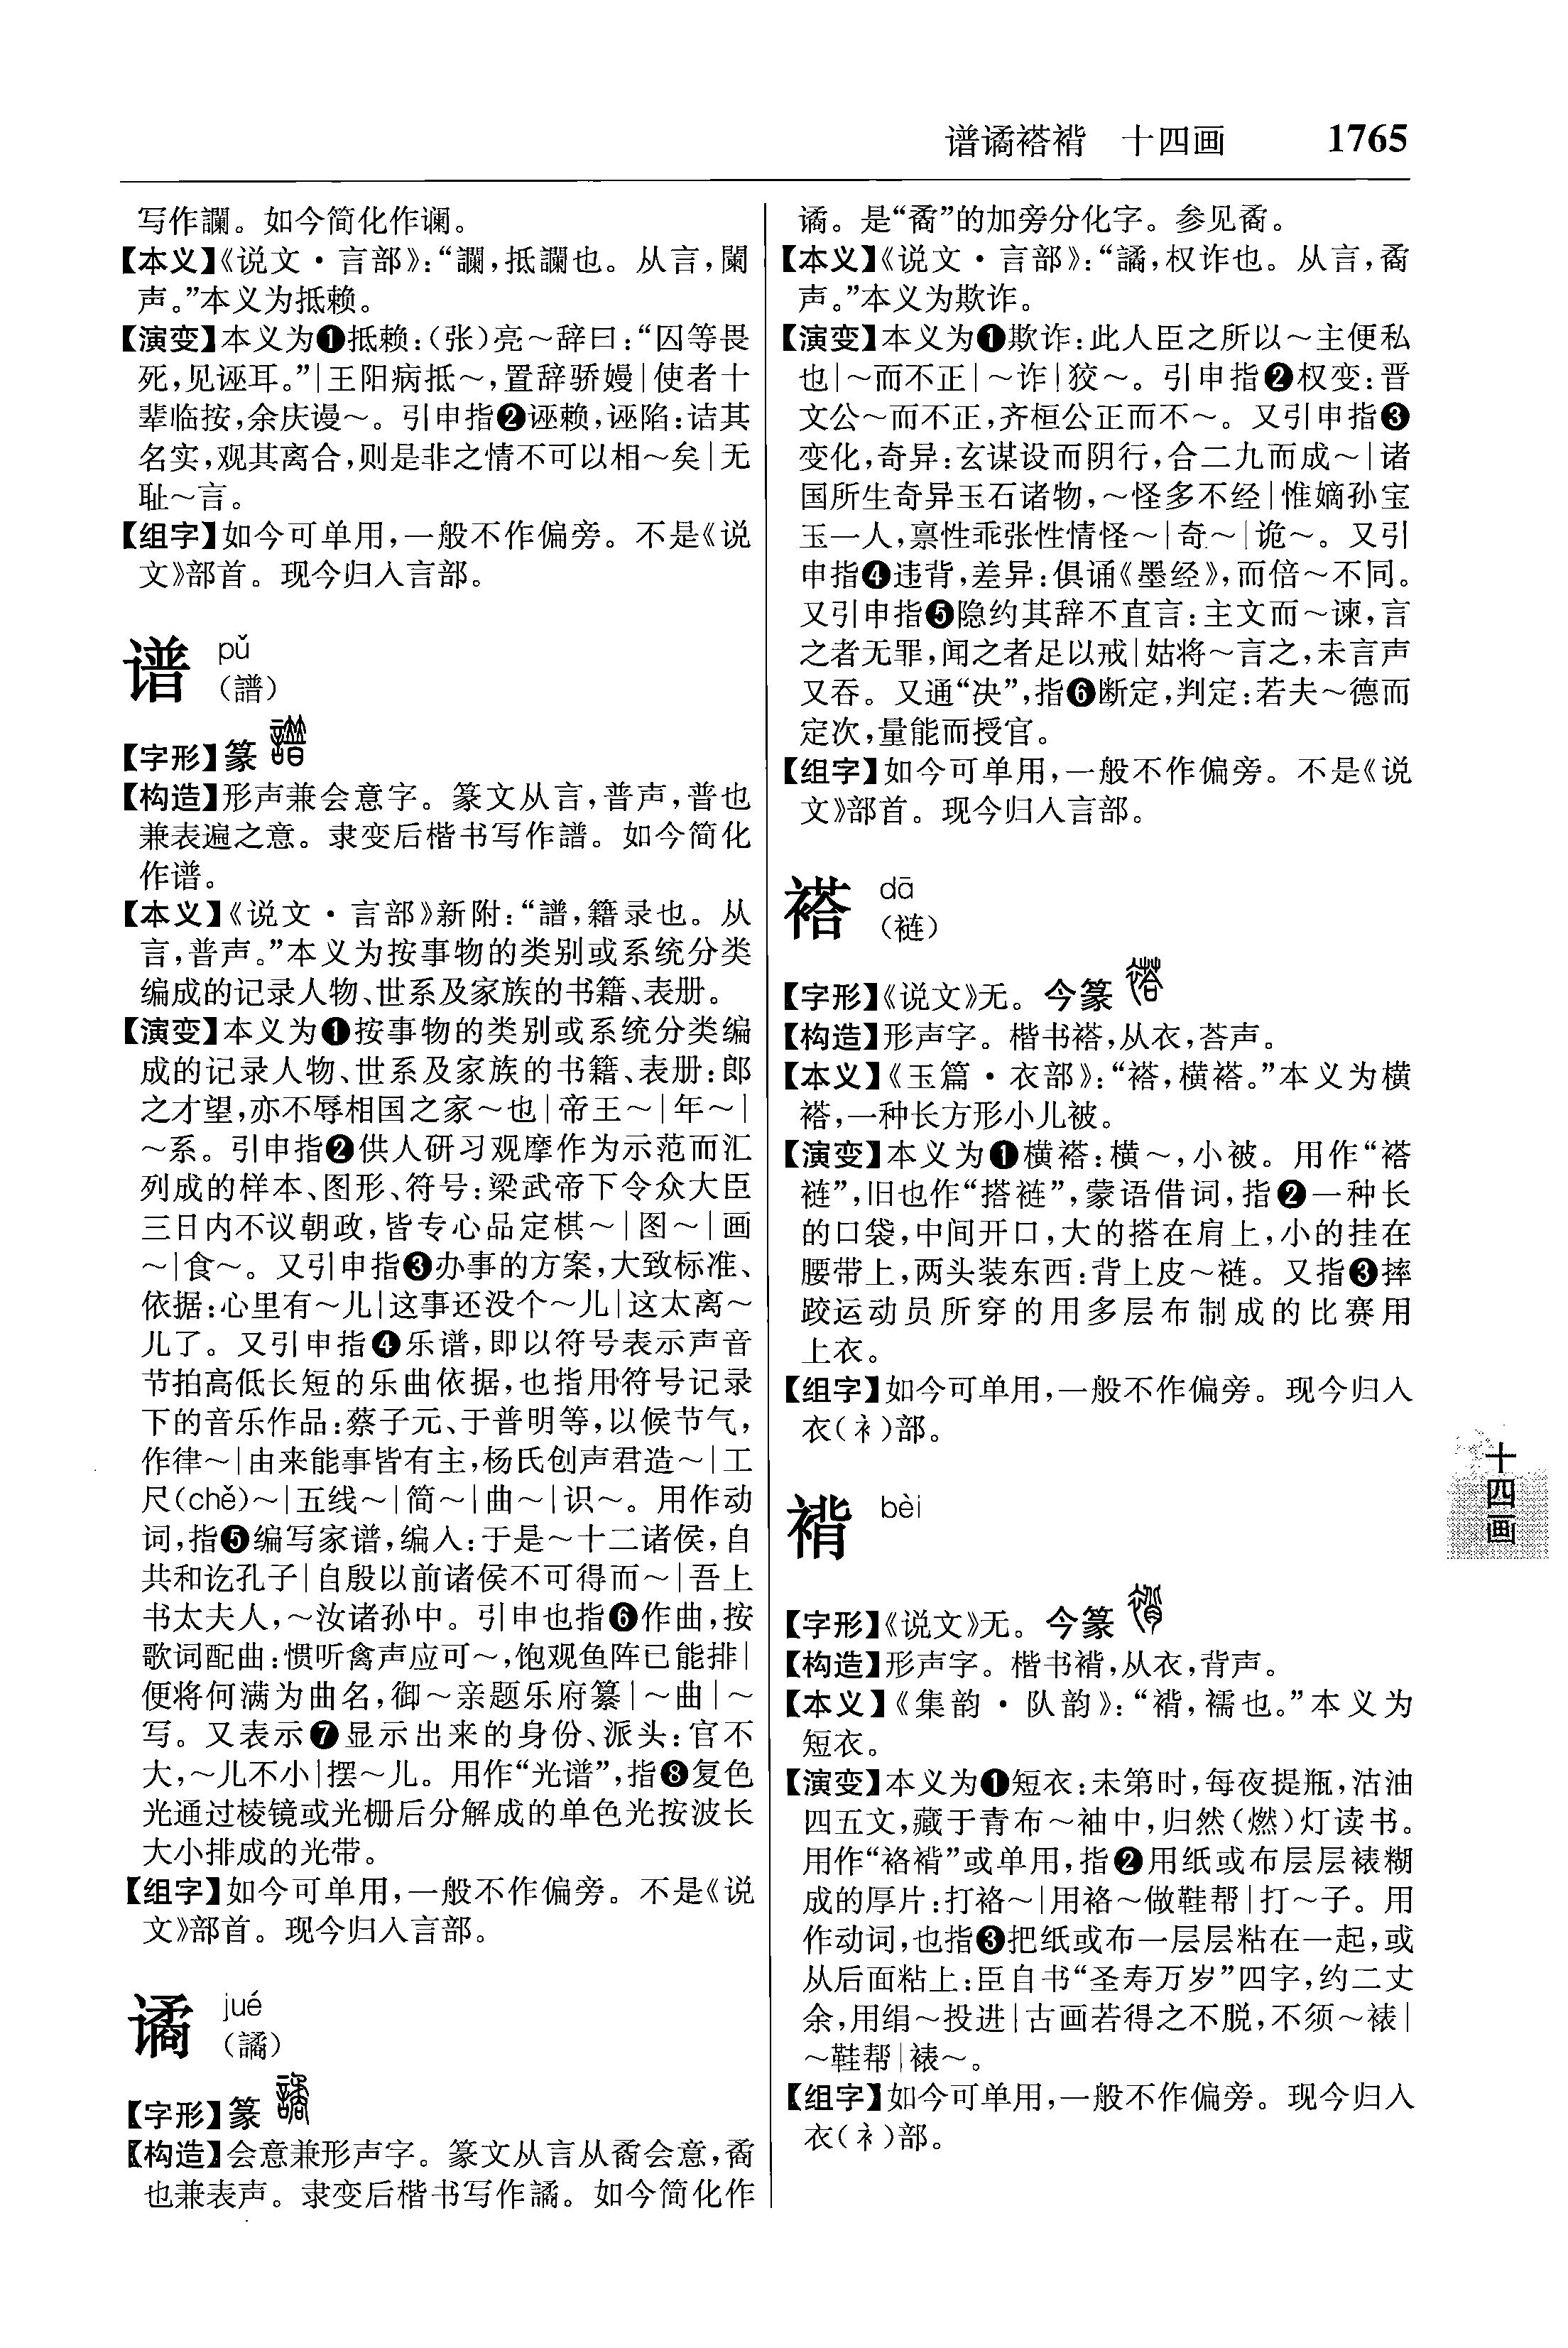 谱谲褡褙　十四画　1765
写作讕。如今简化作谰。
【本义】《说文·言部》：“讕，抵讕也。从言，闌
声。”本义为抵赖。
【演变】本义为❶抵赖：（张）亮～辞曰：“囚等畏
死，见诬耳。”|王阳病抵～，置辞骄嫚|使者十
辈临按，余庆谩～。引申指❷诬赖，诬陷：诘其
名实，观其离合，则是非之情不可以相～矣|无
耻～言。
【组字】如今可单用，一般不作偏旁。不是《说
文》部首。现今归入言部。
谱 pǔ
（譜）
【字形】篆
【构造】形声兼会意字。篆文从言，普声，普也
兼表遍之意。隶变后楷书写作譜。如今简化
作谱。
【本义】《说文·言部》新附：“譜，籍录也。从
言，普声。”本义为按事物的类别或系统分类
编成的记录人物、世系及家族的书籍、表册。
【演变】本义为❶按事物的类别或系统分类编
成的记录人物、世系及家族的书籍、表册：郎
之才望，亦不辱相国之家～也|帝王～|年～|
～系。引申指❷供人研习观摩作为示范而汇
列成的样本、图形、符号：梁武帝下令众大臣
三日内不议朝政，皆专心品定棋～|图～|画
～|食～。又引申指❸办事的方案，大致标准、
依据：心里有～儿|这事还没个～儿|这太离～
儿了。又引申指❹乐谱，即以符号表示声音
节拍高低长短的乐曲依据，也指用符号记录
下的音乐作品：蔡子元、于普明等，以候节气，
作律～|由来能事皆有主，杨氏创声君造～|工
尺（chě）～|五线～|简～|曲～|识～。用作动
词，指❺编写家谱，编入：于是～十二诸侯，自
共和讫孔子|自殷以前诸侯不可得而～|吾上
书太夫人，～汝诸孙中。引申也指❻作曲，按
歌词配曲：惯听禽声应可～，饱观鱼阵已能排|
便将何满为曲名，御～亲题乐府纂|～曲|～
写。又表示❼显示出来的身份、派头：官不
大，～儿不小|摆～儿。用作“光谱”，指❽复色
光通过棱镜或光栅后分解成的单色光按波长
大小排成的光带。
【组字】如今可单用，一般不作偏旁。不是《说
文》部首。现今归入言部。
谲 jué
（譎）
【字形】篆
【构造】会意兼形声字。篆文从言从矞会意，矞
也兼表声。隶变后楷书写作譎。如今简化作
谲。是“矞”的加旁分化字。参见矞。
【本义】《说文·言部》：“譎，权诈也。从言，矞
声。”本义为欺诈。
【演变】本义为❶欺诈：此人臣之所以～主便私
也|～而不正|～诈|狡～。引申指❷权变：晋
文公～而不正，齐桓公正而不～。又引申指❸
变化，奇异：玄谋设而阴行，合二九而成～|诸
国所生奇异玉石诸物，～怪多不经|惟嫡孙宝
玉一人，禀性乖张性情怪～|奇～|诡～。又引
申指❹违背，差异：俱诵《墨经》，而倍～不同。
又引申指❺隐约其辞不直言：主文而～谏，言
之者无罪，闻之者足以戒|姑将～言之，未言声
又吞。又通“决”，指❻断定，判定：若夫～德而
定次，量能而授官。
【组字】如今可单用，一般不作偏旁。不是《说
文》部首。现今归入言部。
褡 dā
（裢）
【字形】《说文》无。今篆
【构造】形声字。楷书褡，从衣，荅声。
【本义】《玉篇·衣部》：“褡，横褡。”本义为横
褡，一种长方形小儿被。
【演变】本义为❶横褡：横～，小被。用作“褡
裢”，旧也作“搭裢”，蒙语借词，指❷一种长
的口袋，中间开口，大的搭在肩上，小的挂在
腰带上，两头装东西：背上皮～裢。又指❸摔
跤运动员所穿的用多层布制成的比赛用
上衣。
【组字】如今可单用，一般不作偏旁。现今归入
衣（衤）部。
褙 bèi
【字形】《说文》无。今篆
【构造】形声字。楷书褙，从衣，背声。
【本义】《集韵·队韵》：“褙，襦也。”本义为
短衣。
【演变】本义为❶短衣：未第时，每夜提瓶，沽油
四五文，藏于青布～袖中，归然（燃）灯读书。
用作“袼褙”或单用，指❷用纸或布层层裱糊
成的厚片：打袼～|用袼～做鞋帮|打～子。用
作动词，也指❸把纸或布一层层粘在一起，或
从后面粘上：臣自书“圣寿万岁”四字，约二丈
余，用绢～投进|古画若得之不脱，不须～裱|
～鞋帮|裱～。
【组字】如今可单用，一般不作偏旁。现今归入
衣（衤）部。
十四画